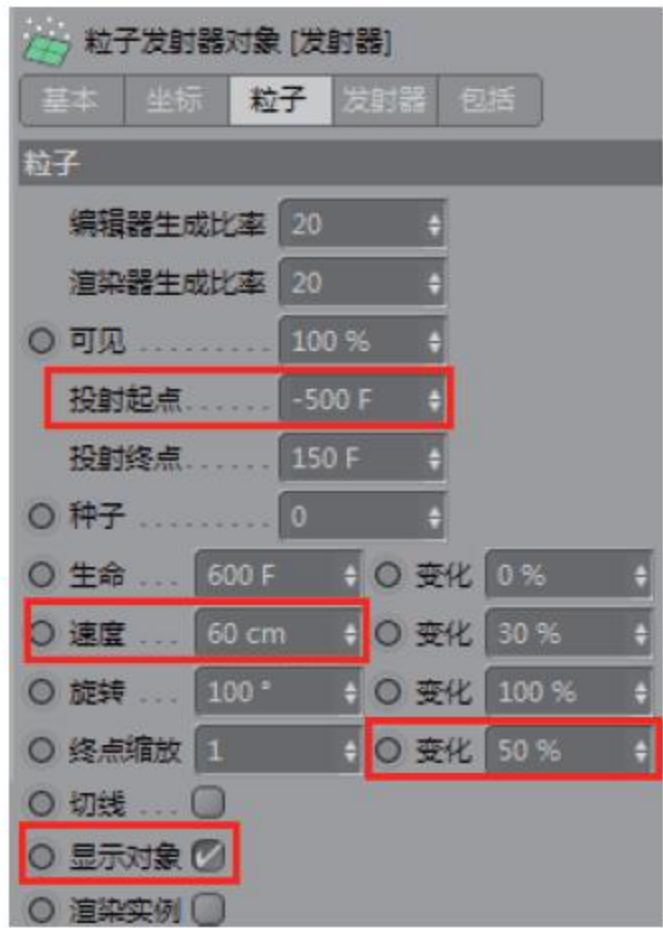 粒子发射器对象 [发射器]
基本 坐标 粒子 发射器 包括
粒子
编辑器生成比率 20
渲染器生成比率 20
可见 ......... 100 %
投射起点 ...... -500 F
投射终点 ...... 150 F
种子 ......... 0
生命 ... 600 F 变化 0 %
速度 ... 60 cm 变化 30 %
旋转 ... 100 ° 变化 100 %
终点缩放 1 变化 50 %
切线 ...
显示对象
渲染实例